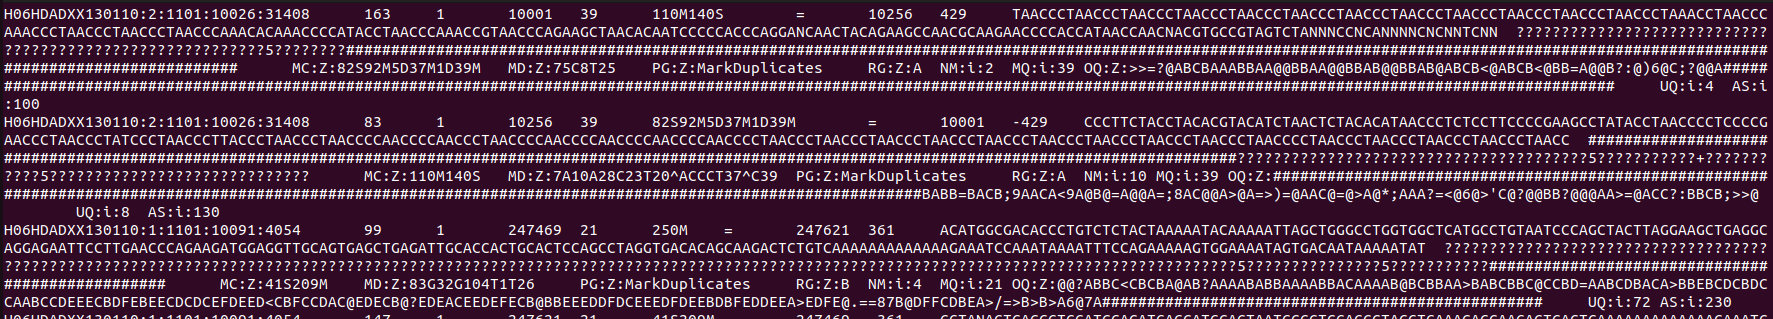 H06HDADXX130110:2:1101:10026:31408 163 1 10001 39 110M140S = 10256 429 TAACCCTAACCCTAACCCTAACCCTAACCCTAACCCTAACCCTAACCCTAACCCTAACCCTAACCCTAACCCTAAACCTAACCC
AAACCCTAACCCTAACCCTAACCCAAACACAAACCCCATACCTAACCCAAACCGTAACCCAGAAGCTAACACAATCCCCCACCCAGGANCAACTACAGAAGCCAACGCAAGAACCCCACCATAACCAACNACGTGCCGTAGTCTANNNCCNCANNNNCNCNNTCNN ????????????????????????????
?????????????????????????????5????????##############################################################################################################################################################
########################## MC:Z:82S92M5D37M1D39M MD:Z:75C8T25 PG:Z:MarkDuplicates RG:Z:A NM:i:2 MQ:i:39 OQ:Z:>>=?@ABCBAAABBAA@@BBAA@@BBAB@@BBAB@ABCB<@ABCB<@BB=A@@B?:@)6@C;?@@A#####
################################################################################################################################################################################### UQ:i:4 AS:i
:100
H06HDADXX130110:2:1101:10026:31408 83 1 10256 39 82S92M5D37M1D39M = 10001 -429 CCCTTCTACCTACACGTACATCTAACTCTACACATAACCCTCTCCTTCCCCGAAGCCTATACCTAACCCCTCCCCG
AACCCTAACCCTATCCCTAACCCTTACCCTAACCCTAACCCCAACCCCAACCCTAACCCCAACCCCAACCCCAACCCCAACCCCTAACCCTAACCCTAACCCTAACCCTAACCCTAACCCTAACCCTAACCCCTAACCCTAACCCTAACCCTAACCCTAACC ####################
#########################################################################################################################################???????????????????????????????????????5???????????+???????
????5????????????????????????????? MC:Z:110M140S MD:Z:7A10A28C23T20^ACCCT37^C39 PG:Z:MarkDuplicates RG:Z:A NM:i:10 MQ:i:39 OQ:Z:#######################################################
######################################################################################################BABB=BACB;9AACA<9A@B@=A@@A=;8AC@@A>@A=>)=@AAC@=@>A@*;AAA?=<@6@>'C@?@@BB?@@@AA>=@ACC?:BBCB;>>@
UQ:i:8 AS:i:130
H06HDADXX130110:1:1101:10091:4054 99 1 247469 21 250M = 247621 361 ACATGGCGACACCCTGTCTCTACTAAAAATACAAAAATTAGCTGGGCCTGGTGGCTCATGCCTGTAATCCCAGCTACTTAGGAAGCTGAGGC
AGGAGAATTCCTTGAACCCAGAAGATGGAGGTTGCAGTGAGCTGAGATTGCACCACTGCACTCCAGCCTAGGTGACACAGCAAGACTCTGTCAAAAAAAAAAAAAGAAATCCAAATAAAATTTCCAGAAAAAGTGGAAAATAGTGACAATAAAAATAT ????????????????????????????????????
?????????????????????????????????????????????????????????????????????????????????????????????????????????????????????????????????????????5???????????????5???????????###############################
################## MC:Z:41S209M MD:Z:83G32G104T1T26 PG:Z:MarkDuplicates RG:Z:B NM:i:4 MQ:i:21 OQ:Z:@@?ABBC<CBCBA@AB?AAAABABBAAAABBACAAAAB@BCBBAA>BABCBBC@CCBD=AABCDBACA>BBEBCDCBDC
CAABCCDEEECBDFEBEECDCDCEFDEED<CBFCCDAC@EDECB@?EDEACEEDEFECB@BBEEEDDFDCEEEDFDEEBDBFEDDEEA>EDFE@.==87B@DFFCDBEA>/=>B>B>A6@7A################################################# UQ:i:72 AS:i:230